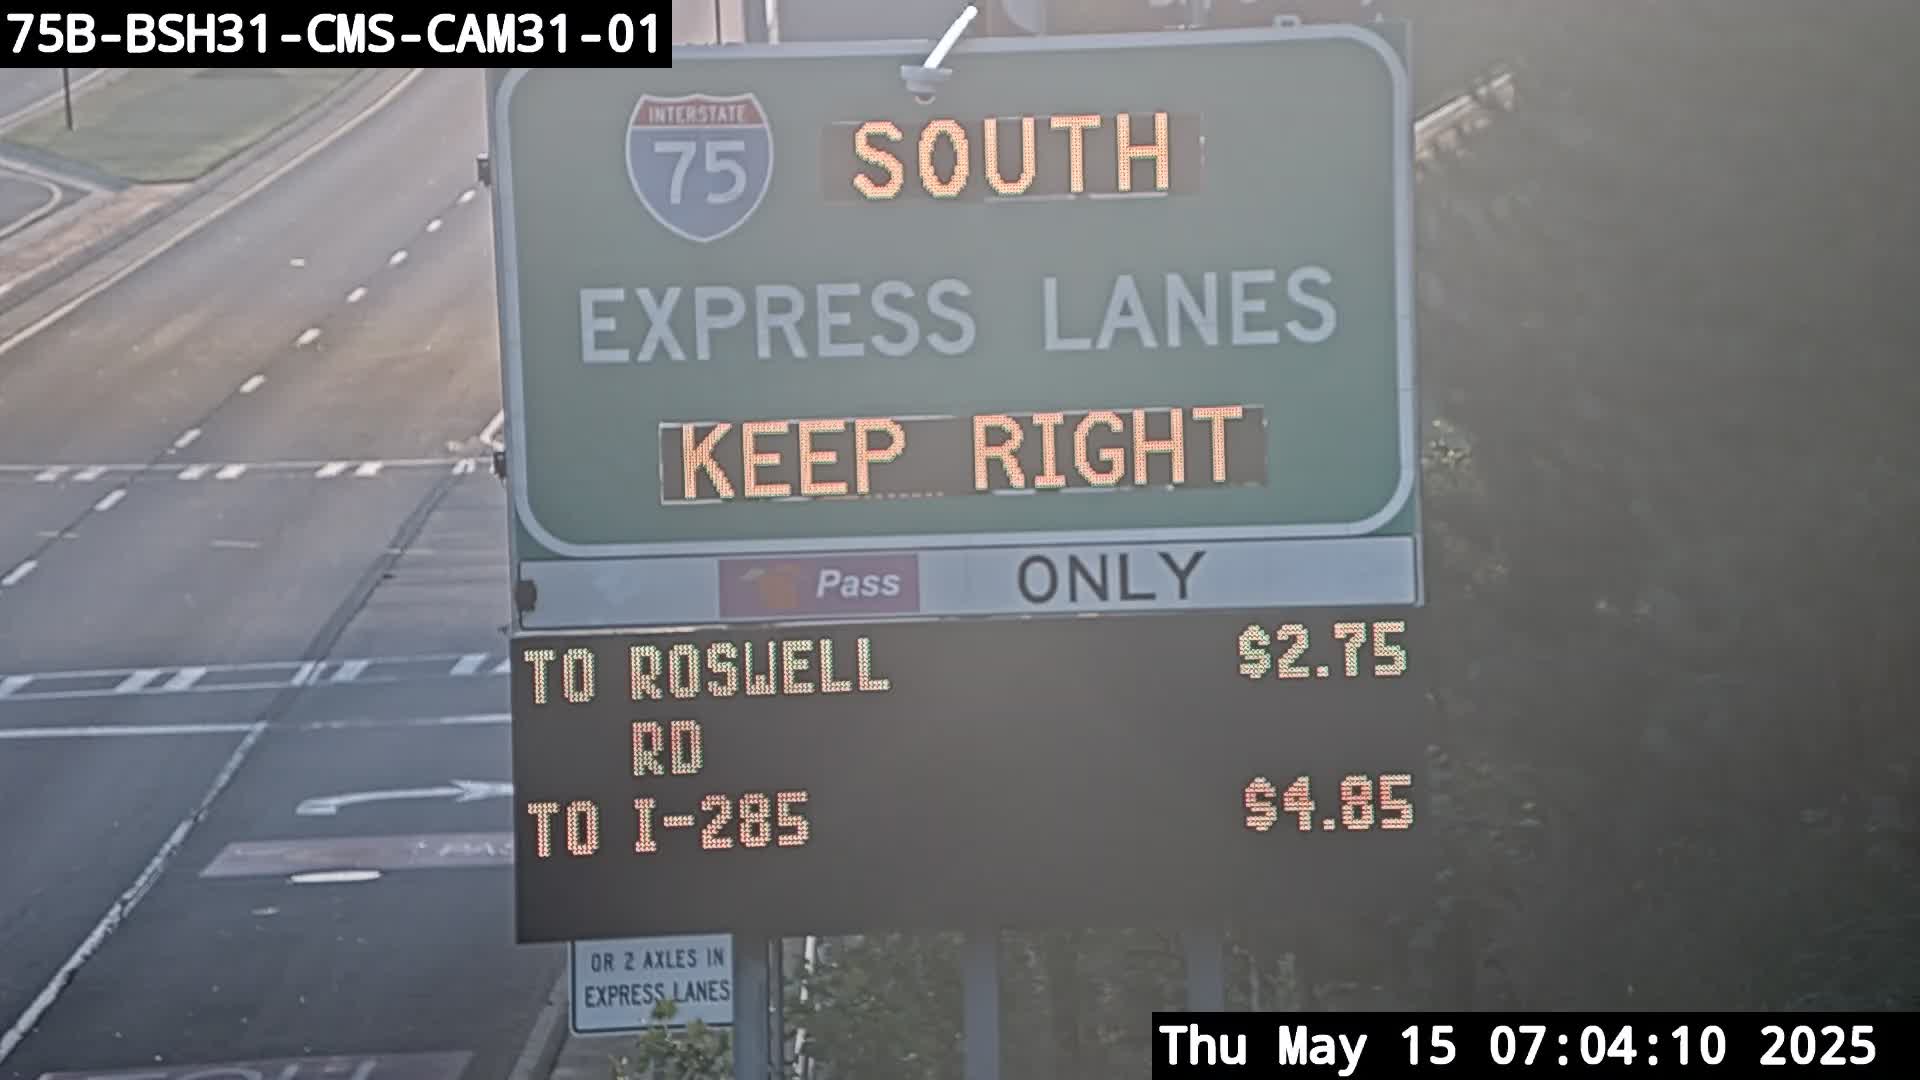 75B-BSH31-CMS-CAM31-01
INTERSTATE
75
SOUTH
EXPRESS LANES
KEEP RIGHT
Pass ONLY
TO ROSWELL $2.75
RD
TO I-285 $4.85
OR 2 AXLES IN
EXPRESS LANES
Thu May 15 07:04:10 2025